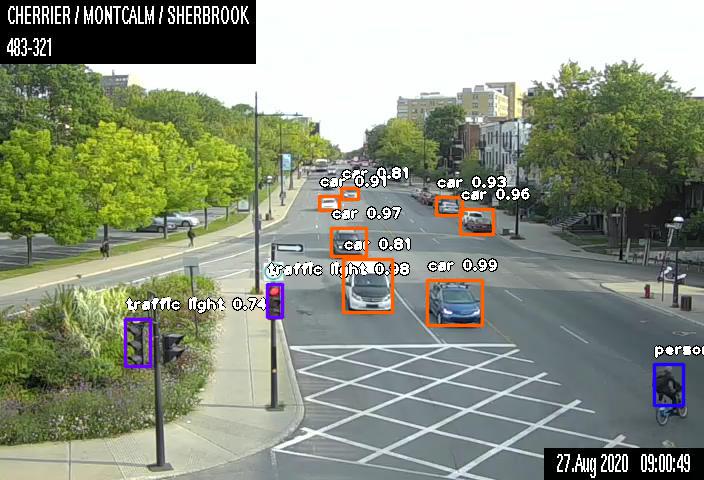 CHERRIER / MONTCALM / SHERBROOK
483-321
car 0.81
car 0.91
car 0.93
car 0.96
car 0.97
car 0.81
traffic light 0.98
car 0.99
traffic light 0.74
person
27.Aug 2020 09:00:49